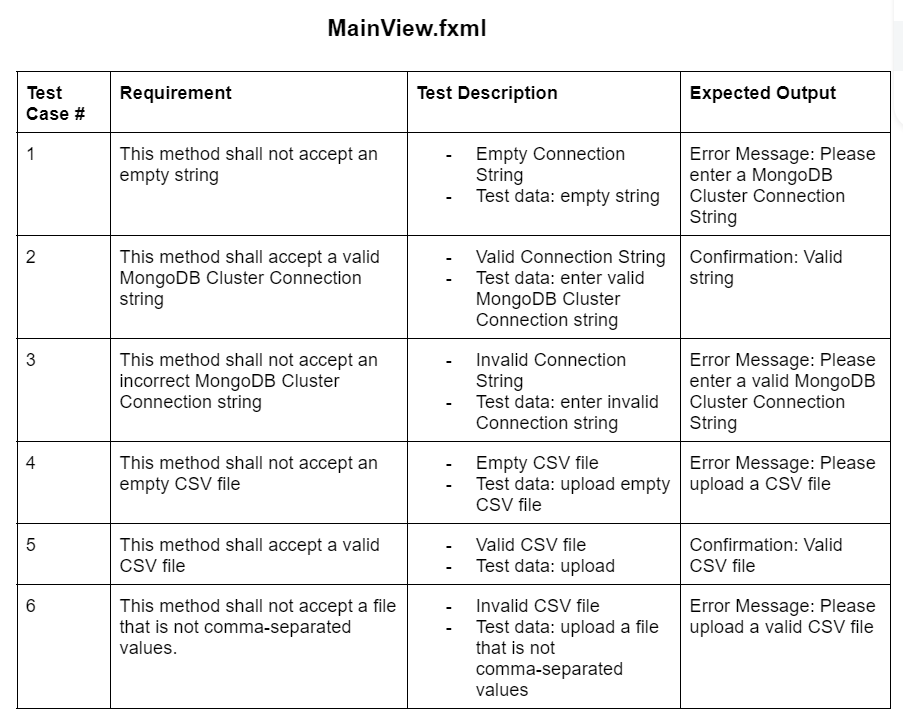 MainView.fxml
Test Case # Requirement Test Description Expected Output
1 This method shall not accept an empty string - Empty Connection String - Test data: empty string Error Message: Please enter a MongoDB Cluster Connection String
2 This method shall accept a valid MongoDB Cluster Connection string - Valid Connection String - Test data: enter valid MongoDB Cluster Connection string Confirmation: Valid string
3 This method shall not accept an incorrect MongoDB Cluster Connection string - Invalid Connection String - Test data: enter invalid Connection string Error Message: Please enter a valid MongoDB Cluster Connection String
4 This method shall not accept an empty CSV file - Empty CSV file - Test data: upload empty CSV file Error Message: Please upload a CSV file
5 This method shall accept a valid CSV file - Valid CSV file - Test data: upload Confirmation: Valid CSV file
6 This method shall not accept a file that is not comma-separated values. - Invalid CSV file - Test data: upload a file that is not comma-separated values Error Message: Please upload a valid CSV file